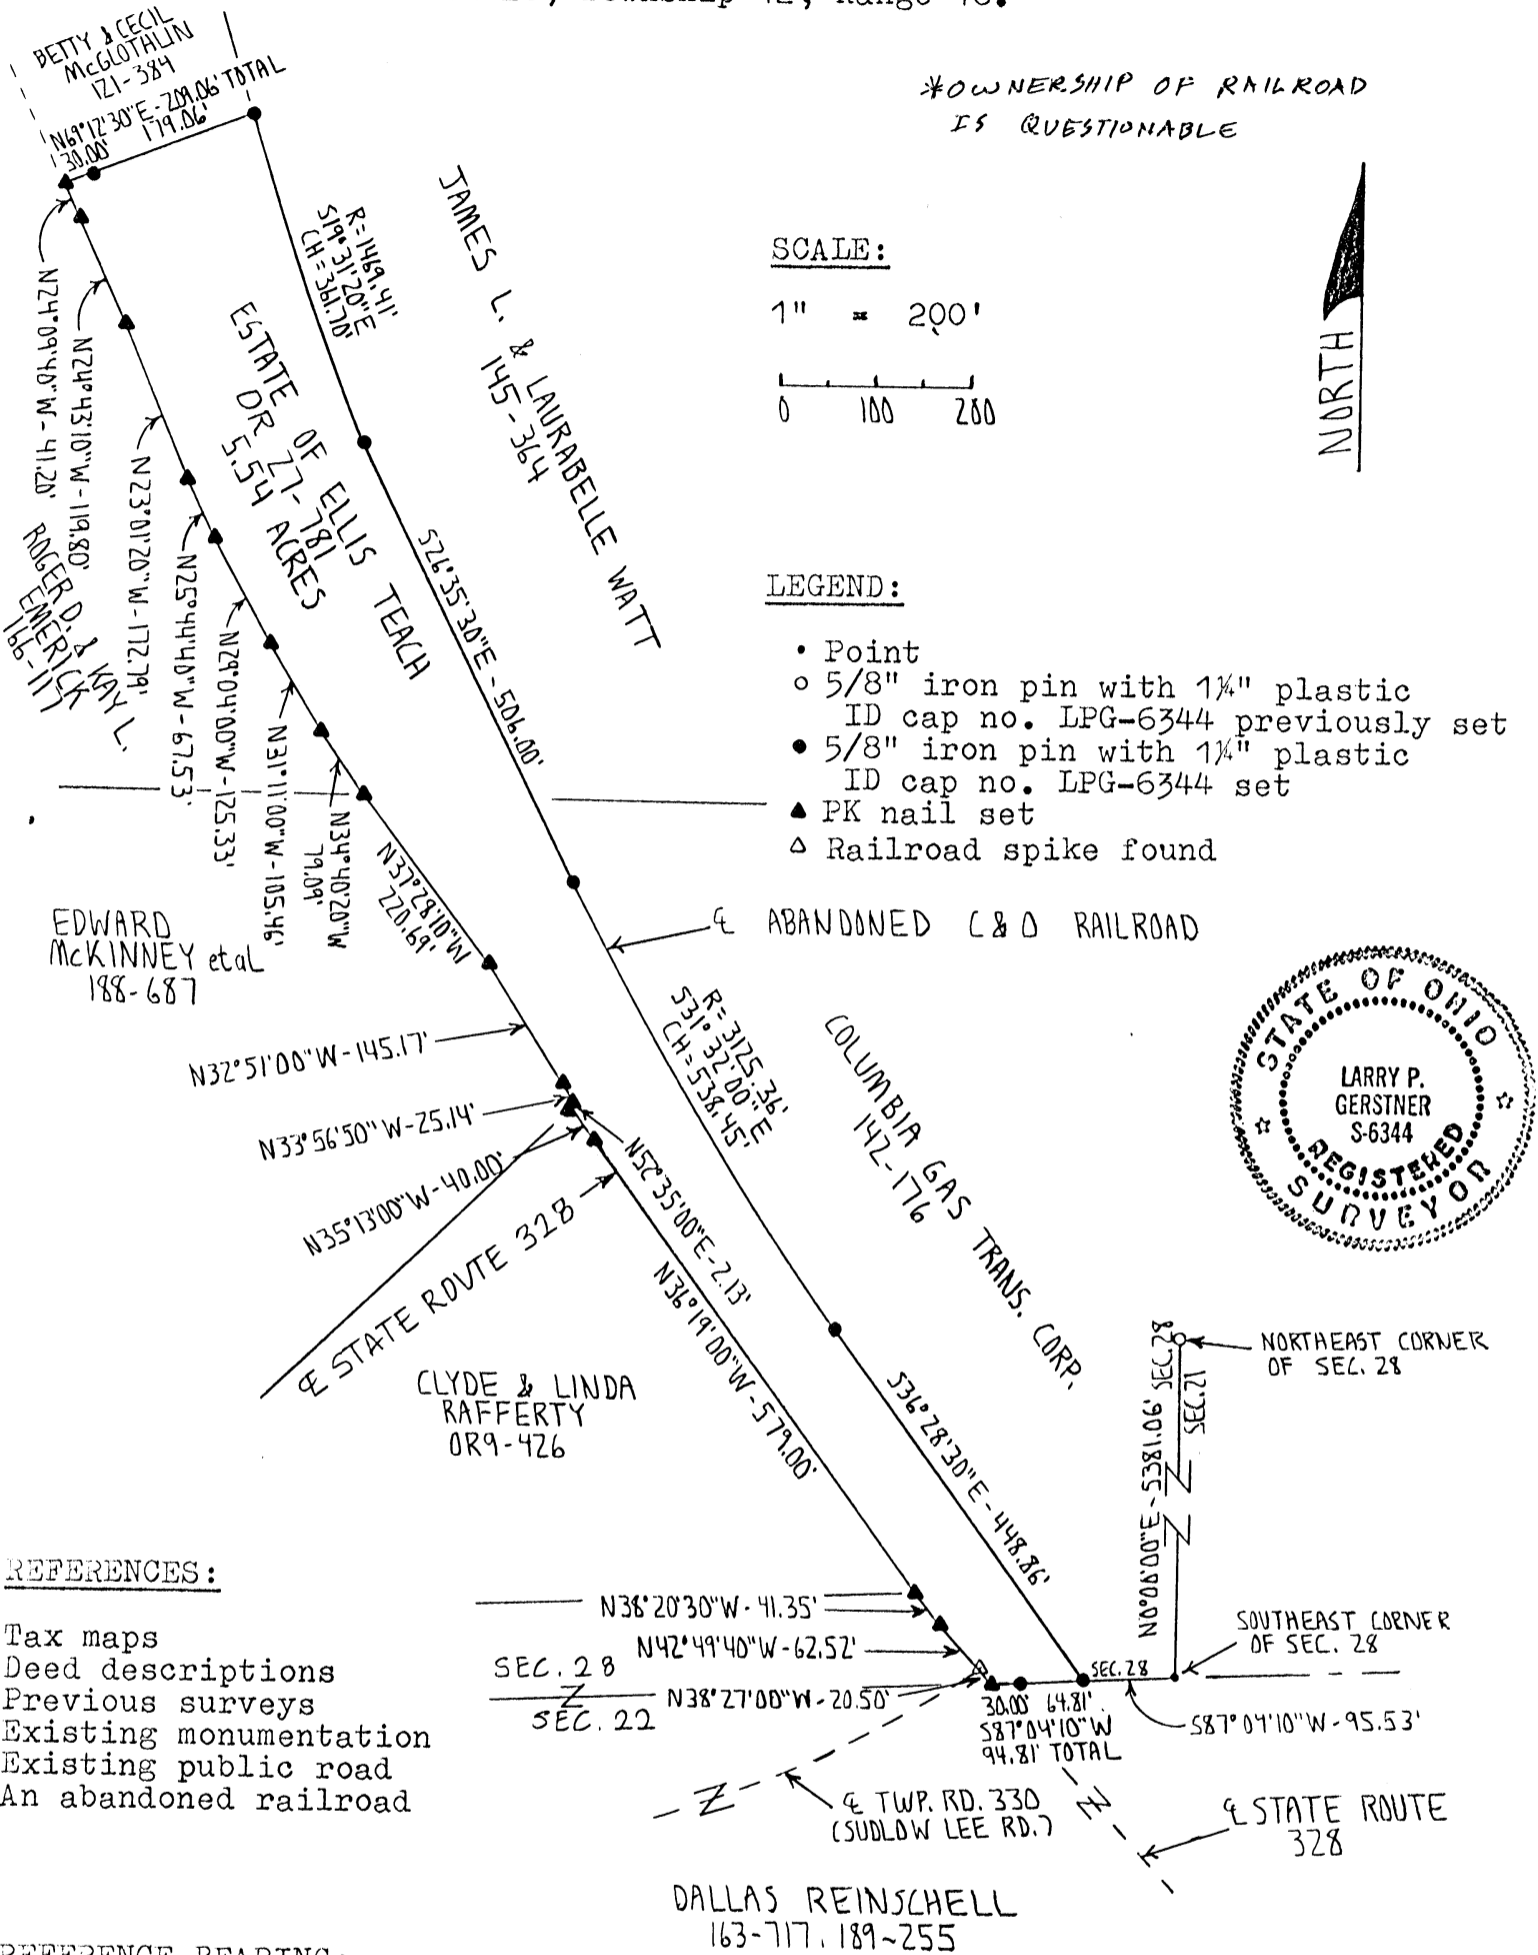 Township 12, Range 18.
BETTY & CECIL
McGLOTHLIN
121-384
N69°12'30"E-209.06' TOTAL
179.06'
30.00'
*OWNERSHIP OF RAILROAD
IS QUESTIONABLE
JAMES L. & LAURABELLE WATT
145-364
R=1469.41'
S19°31'20"E
CH=361.70'
SCALE:
1" = 200'
0 100 200
NORTH
ESTATE OF ELLIS TEACH
OR 27-781
5.54 ACRES
N24°09'40"W-41.20'
N24°43'10"W-119.80'
N23°01'20"W-172.79'
N25°44'40"W-67.53'
N29°04'00"W-125.33'
N31°11'00"W-105.46'
N34°40'20"W
79.09'
ROGER D. & KAY L.
EMERICK
166-117
S26°35'30"E-506.00'
LEGEND:
Point
5/8" iron pin with 1¼" plastic
ID cap no. LPG-6344 previously set
5/8" iron pin with 1¼" plastic
ID cap no. LPG-6344 set
PK nail set
Railroad spike found
N37°28'10"W
220.69'
EDWARD
McKINNEY etal
188-687
℄ ABANDONED C&O RAILROAD
R=3125.36'
S31°32'00"E
CH=538.45'
COLUMBIA GAS TRANS. CORP.
142-176
STATE OF OHIO
LARRY P.
GERSTNER
S-6344
REGISTERED
SURVEYOR
N32°51'00"W-145.17'
N33°56'50"W-25.14'
N35°13'00"W-40.00'
N52°35'00"E-2.13'
℄ STATE ROUTE 328
N36°19'00"W-579.00'
CLYDE & LINDA
RAFFERTY
OR9-426
S36°28'30"E-448.86'
N0°00'00"E-5381.06'
SEC.28
SEC.21
NORTHEAST CORNER
OF SEC. 28
REFERENCES:
Tax maps
Deed descriptions
Previous surveys
Existing monumentation
Existing public road
An abandoned railroad
N38°20'30"W-41.35'
N42°49'40"W-62.52'
N38°27'00"W-20.50'
SEC. 28
SEC. 22
SEC.28
SOUTHEAST CORNER
OF SEC. 28
30.00' 64.81'
S87°04'10"W
94.81' TOTAL
S87°04'10"W-95.53'
℄ TWP. RD. 330
(SUDLOW LEE RD.)
℄ STATE ROUTE
328
DALLAS REINSCHELL
163-717, 189-255
REFERENCE BEARING: